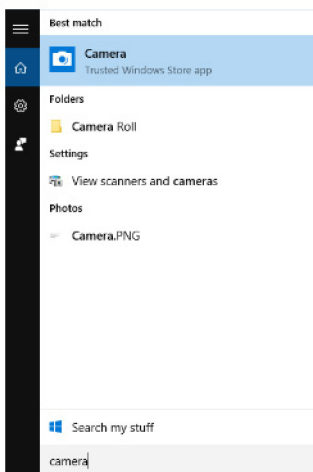 Best match
Camera
Trusted Windows Store app
Folders
Camera Roll
Settings
View scanners and cameras
Photos
Camera.PNG
Search my stuff
camera